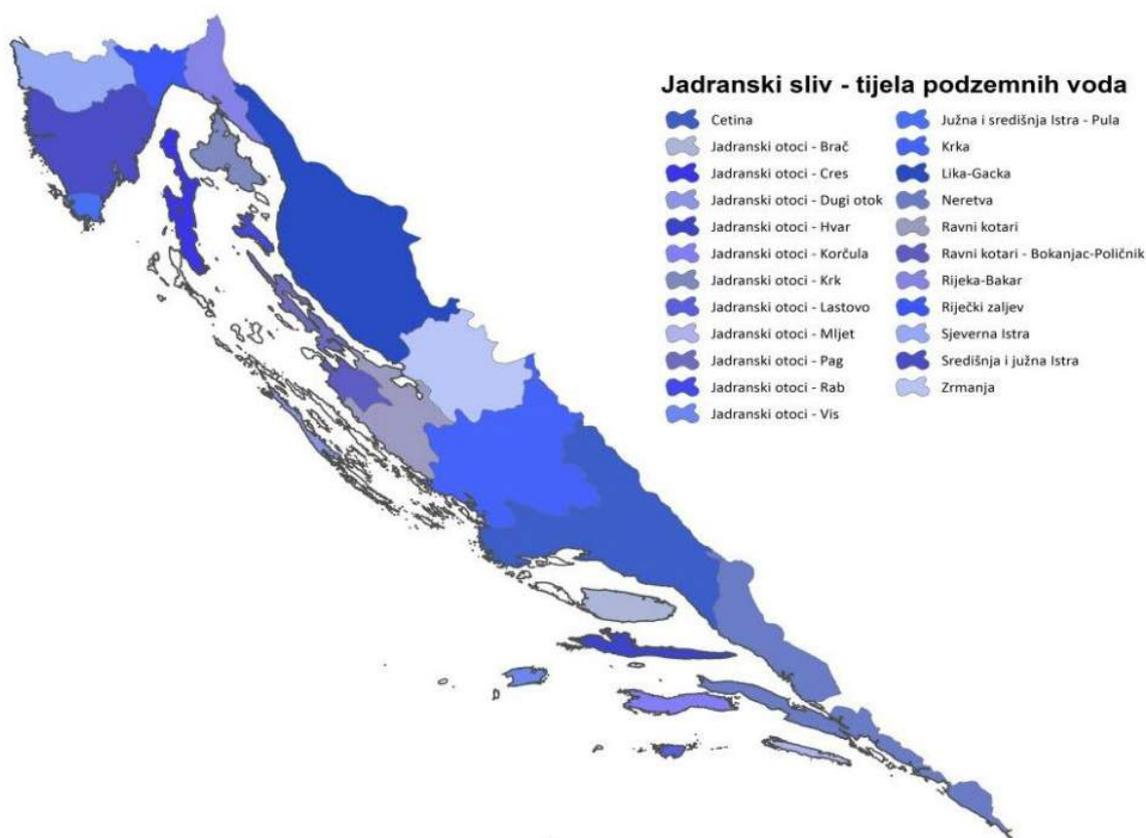 Jadranski sliv - tijela podzemnih voda
Cetina
Jadranski otoci - Brač
Jadranski otoci - Cres
Jadranski otoci - Dugi otok
Jadranski otoci - Hvar
Jadranski otoci - Korčula
Jadranski otoci - Krk
Jadranski otoci - Lastovo
Jadranski otoci - Mljet
Jadranski otoci - Pag
Jadranski otoci - Rab
Jadranski otoci - Vis
Južna i središnja Istra - Pula
Krka
Lika-Gacka
Neretva
Ravni kotari
Ravni kotari - Bokanjac-Poličnik
Rijeka-Bakar
Riječki zaljev
Sjeverna Istra
Središnja i južna Istra
Zrmanja